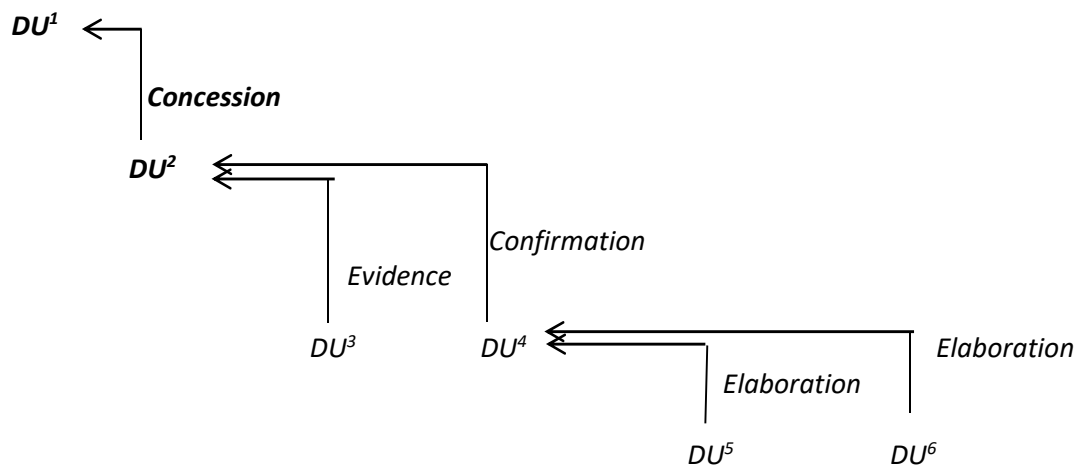 DU¹
Concession
DU²
Confirmation
Evidence
DU³ DU⁴ Elaboration
Elaboration
DU⁵ DU⁶